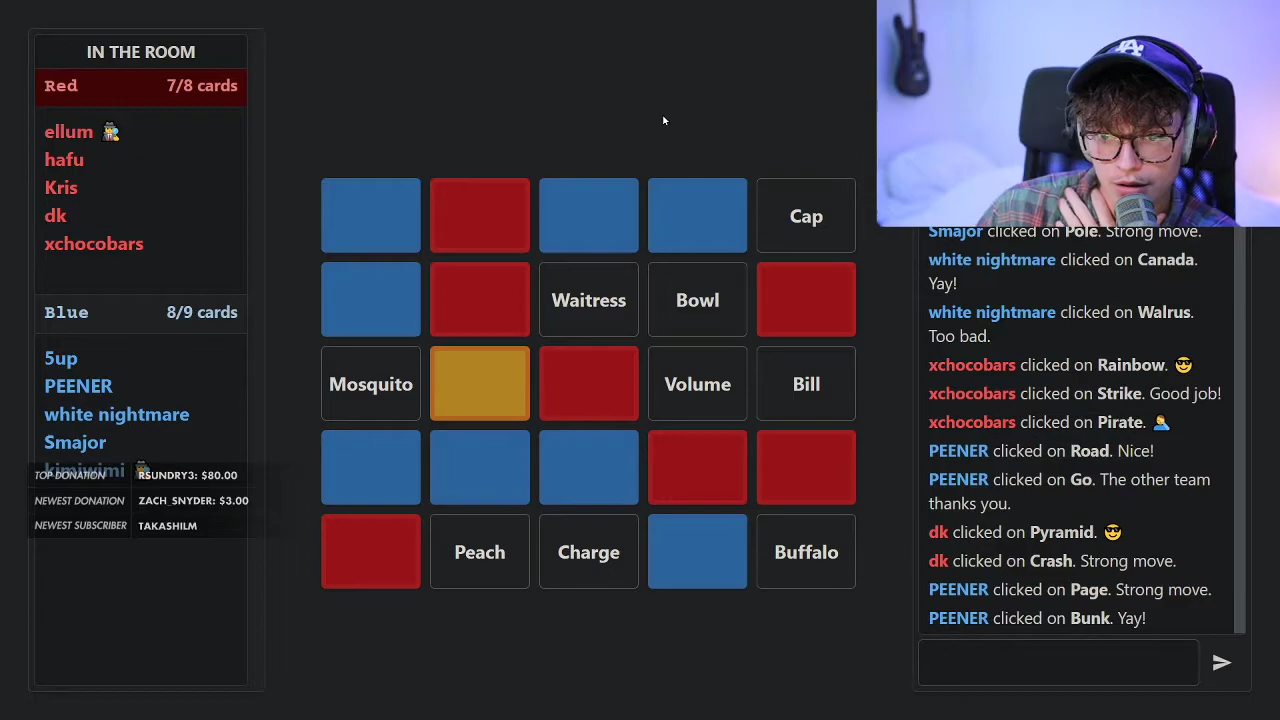 IN THE ROOM
Red 7/8 cards
ellum
hafu
Kris
dk
xchocobars
Blue 8/9 cards
5up
PEENER
white nightmare
Smajor
kimiwimi
TOP DONATION RSUNDRY3: $80.00
NEWEST DONATION ZACH_SNYDER: $3.00
NEWEST SUBSCRIBER TAKASHILM
Cap
Waitress Bowl
Mosquito Volume Bill
Peach Charge Buffalo
LA
Smajor clicked on Pole. Strong move.
white nightmare clicked on Canada.
Yay!
white nightmare clicked on Walrus.
Too bad.
xchocobars clicked on Rainbow. 😎
xchocobars clicked on Strike. Good job!
xchocobars clicked on Pirate. 🤦
PEENER clicked on Road. Nice!
PEENER clicked on Go. The other team
thanks you.
dk clicked on Pyramid. 😎
dk clicked on Crash. Strong move.
PEENER clicked on Page. Strong move.
PEENER clicked on Bunk. Yay!